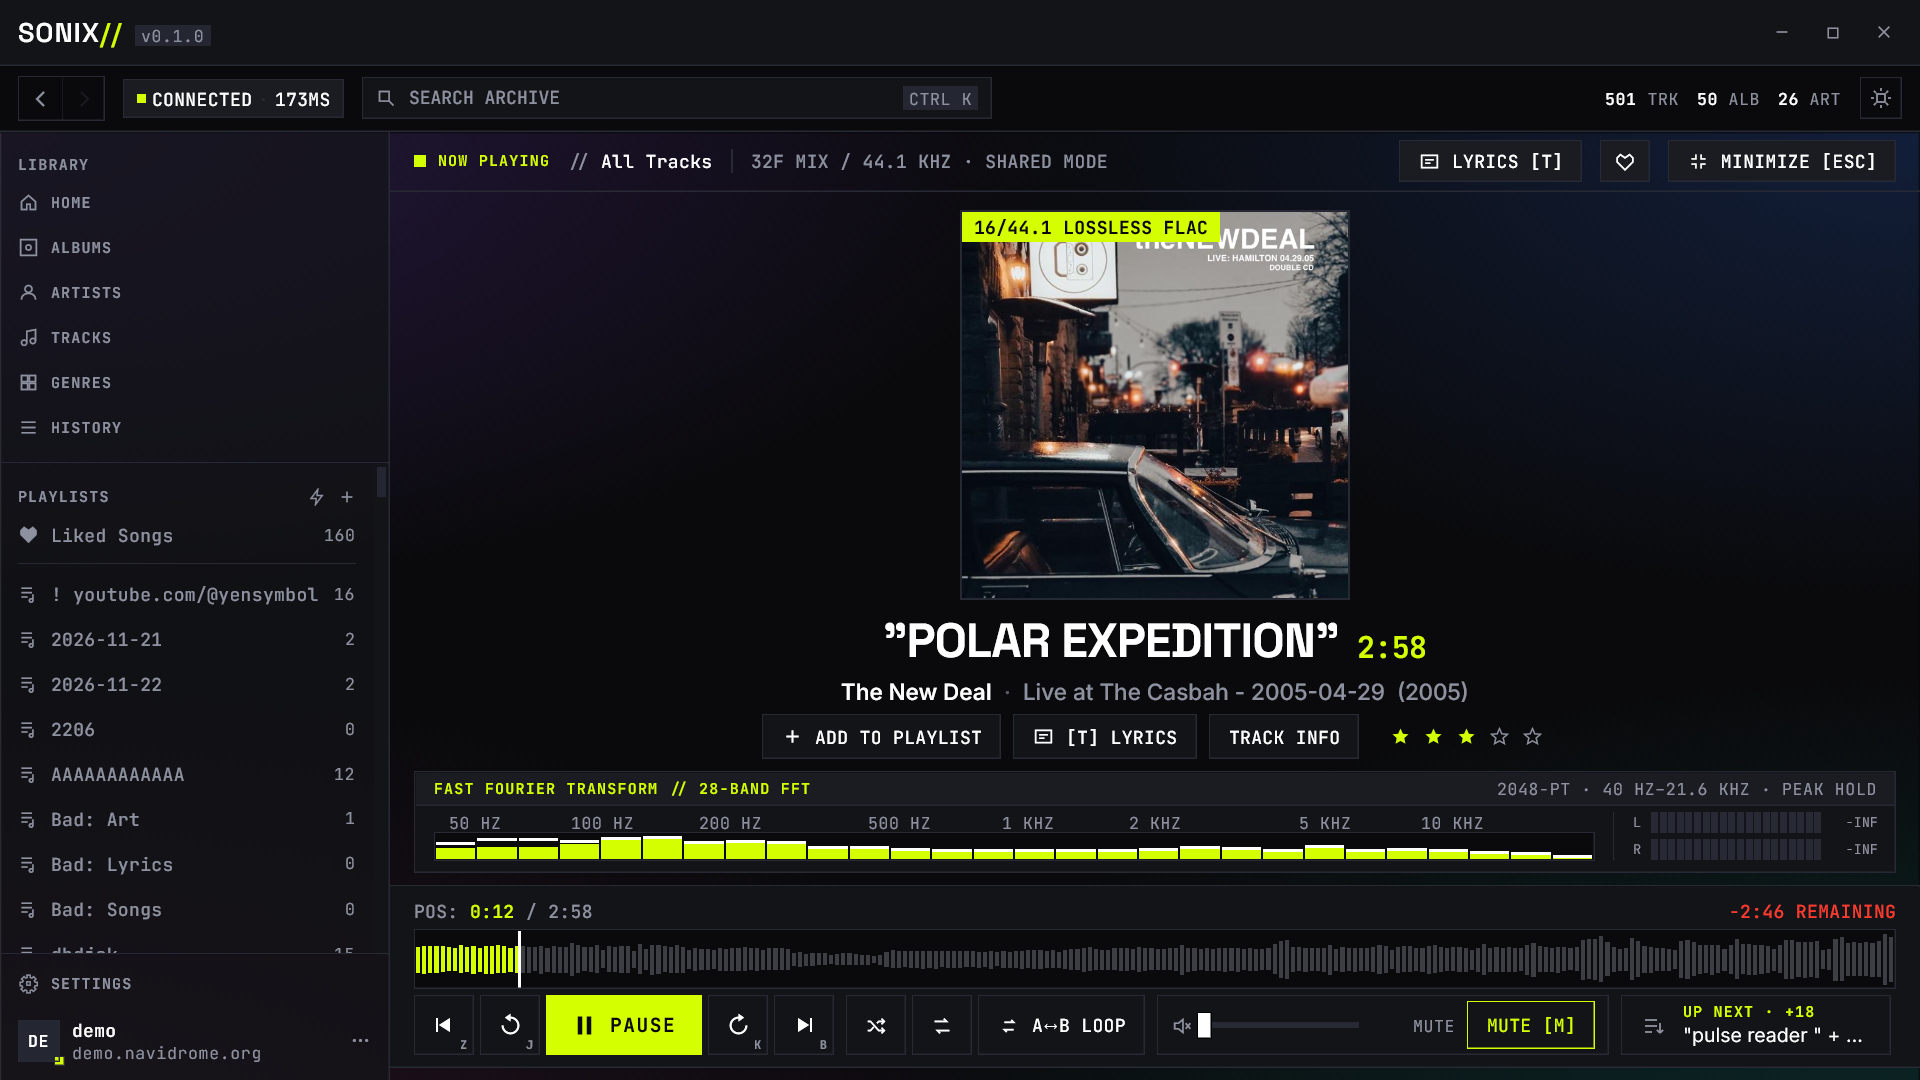 SONIX// v0.1.0
CONNECTED · 173MS
SEARCH ARCHIVE CTRL K
501 TRK 50 ALB 26 ART
LIBRARY
HOME
ALBUMS
ARTISTS
TRACKS
GENRES
HISTORY
PLAYLISTS
Liked Songs 160
! youtube.com/@yensymbol 16
2026-11-21 2
2026-11-22 2
2206 0
AAAAAAAAAAAA 12
Bad: Art 1
Bad: Lyrics 0
Bad: Songs 0
SETTINGS
DE demo
demo.navidrome.org
NOW PLAYING // All Tracks 32F MIX / 44.1 KHZ · SHARED MODE
LYRICS [T] MINIMIZE [ESC]
16/44.1 LOSSLESS FLAC
theNEWDEAL
LIVE: HAMILTON 04.29.05
DOUBLE CD
"POLAR EXPEDITION" 2:58
The New Deal · Live at The Casbah - 2005-04-29 (2005)
+ ADD TO PLAYLIST [T] LYRICS TRACK INFO
FAST FOURIER TRANSFORM // 28-BAND FFT 2048-PT · 40 HZ–21.6 KHZ · PEAK HOLD
50 HZ 100 HZ 200 HZ 500 HZ 1 KHZ 2 KHZ 5 KHZ 10 KHZ
L -INF
R -INF
POS: 0:12 / 2:58 -2:46 REMAINING
Z J PAUSE K B A↔B LOOP MUTE MUTE [M]
UP NEXT · +18
"pulse reader " + ...